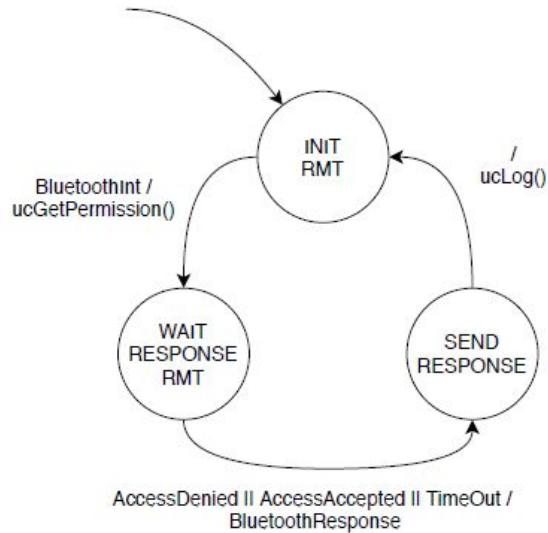 INIT
RMT
/
ucLog()
BluetoothInt /
ucGetPermission()
WAIT
RESPONSE
RMT
SEND
RESPONSE
AccessDenied || AccessAccepted || TimeOut /
BluetoothResponse